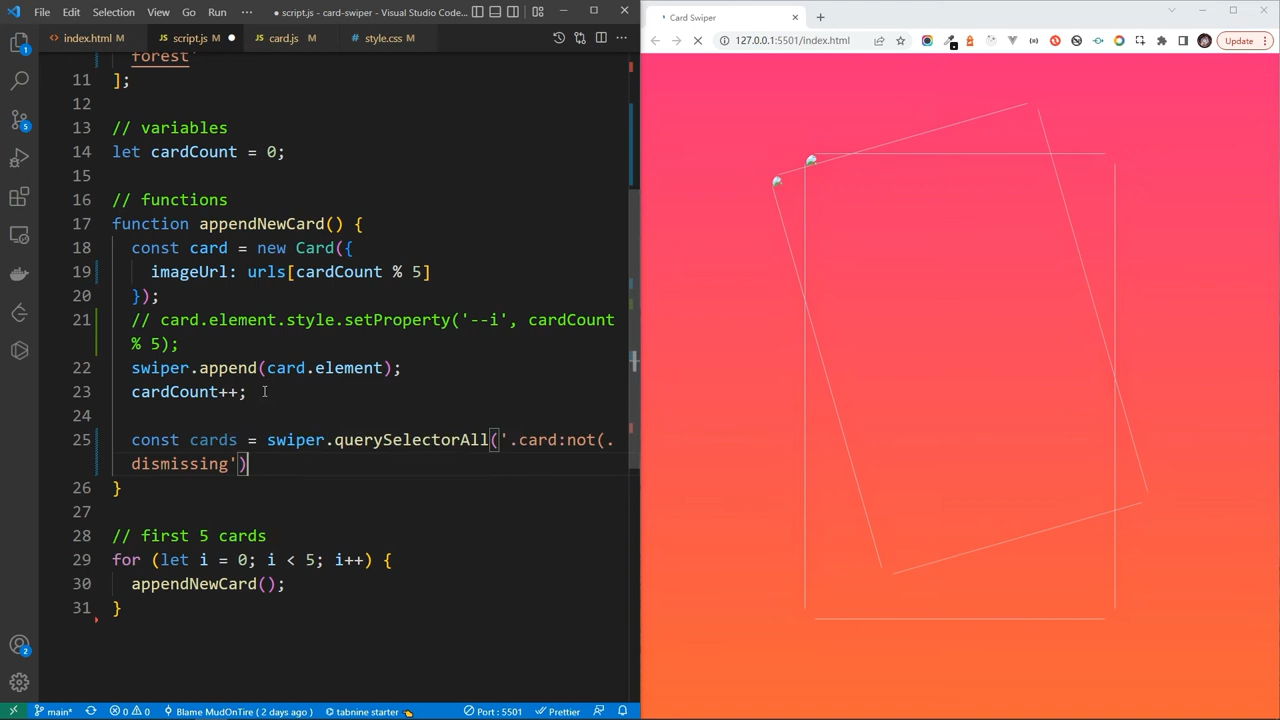 File Edit Selection View Go Run ··· ● script.js - card-swiper - Visual Studio Code...
index.html M script.js M ● card.js M style.css M
forest
11 ];
12
13 // variables
14 let cardCount = 0;
15
16 // functions
17 function appendNewCard() {
18 const card = new Card({
19 imageUrl: urls[cardCount % 5]
20 });
21 // card.element.style.setProperty('--i', cardCount
% 5);
22 swiper.append(card.element);
23 cardCount++;
24
25 const cards = swiper.querySelectorAll('.card:not(.
dismissing')
26 }
27
28 // first 5 cards
29 for (let i = 0; i < 5; i++) {
30 appendNewCard();
31 }
1
5
2
main* 0 0 Blame MudOnTire ( 2 days ago ) tabnine starter Port : 5501 Prettier
Card Swiper
127.0.0.1:5501/index.html
Update